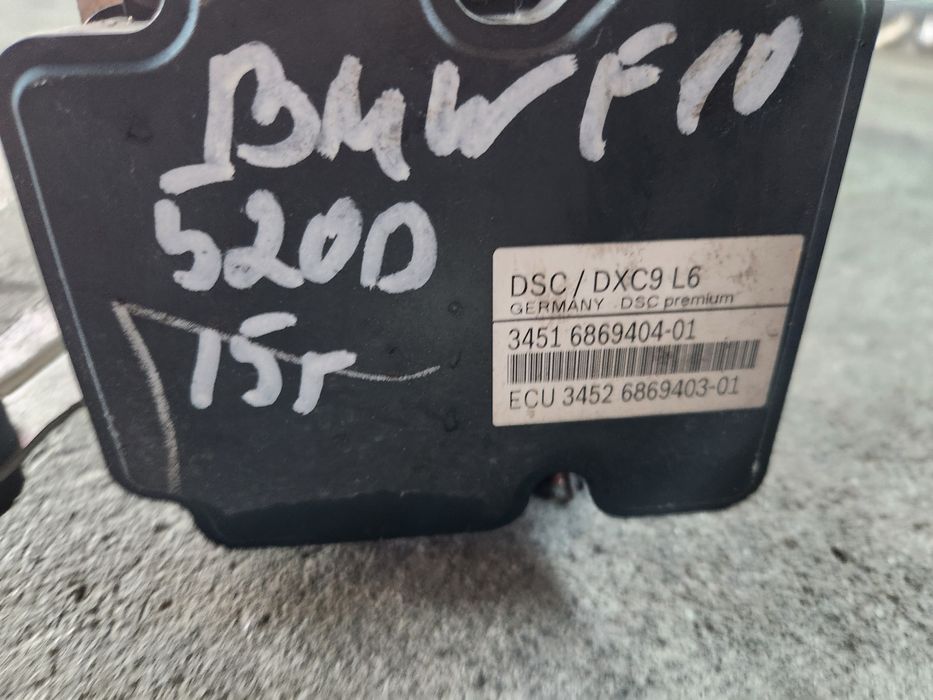 BMW F10
520D
15г
DSC / DXC9 L6
GERMANY DSC premium
3451 6869404-01
ECU 3452 6869403-01